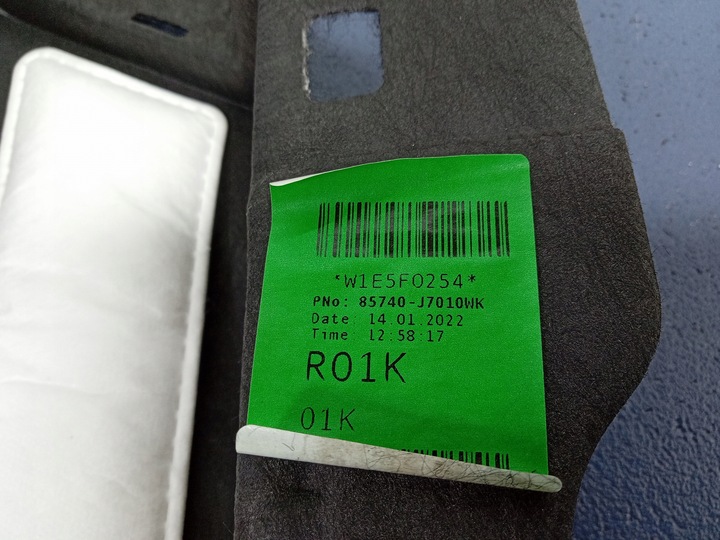 *W1E5F0254*
PNo: 85740-J7010WK
Date: 14.01.2022
Time: 12:58:17
R01K
01K